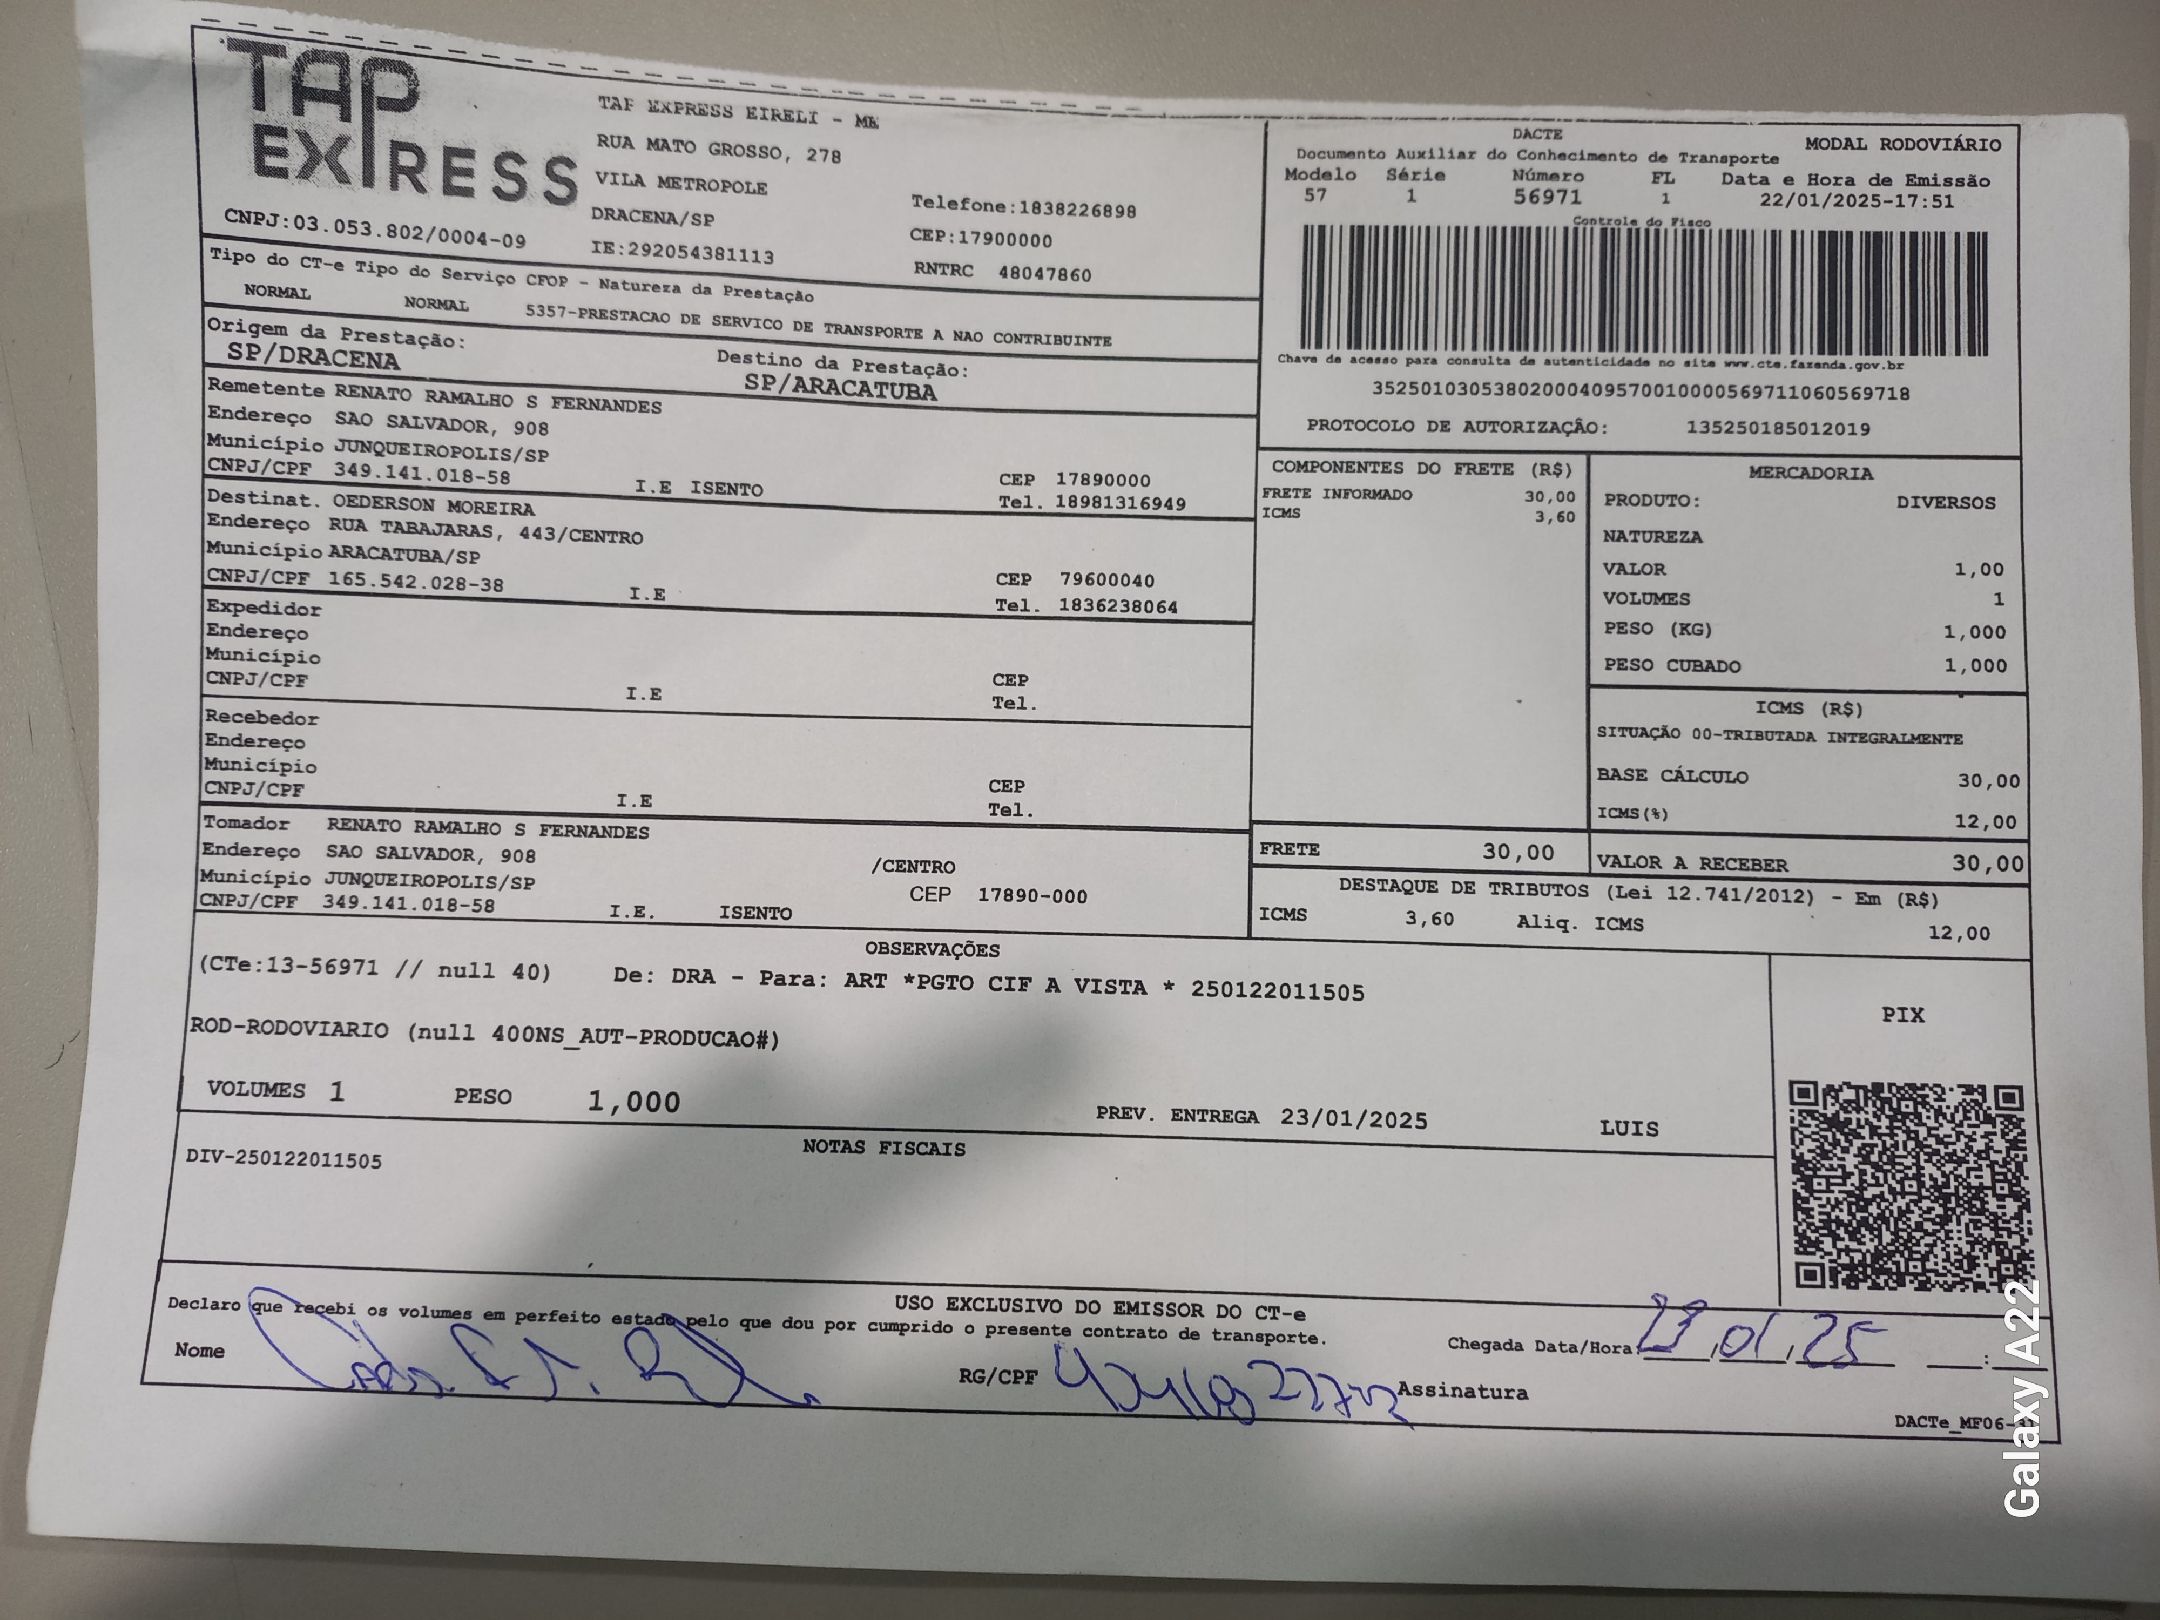 TAP EXPRESS
TAP EXPRESS EIRELI - ME
RUA MATO GROSSO, 278
VILA METROPOLE
DRACENA/SP
IE:292054381113
Telefone:1838226898
CEP:17900000
RNTRC 48047860
CNPJ:03.053.802/0004-09
DACTE
MODAL RODOVIÁRIO
Documento Auxiliar do Conhecimento de Transporte
Modelo Série Número FL Data e Hora de Emissão
57 1 56971 1 22/01/2025-17:51
Controle do Fisco
Chave de acesso para consulta de autenticidade no site www.cte.fazenda.gov.br
35250103053802000409570010000569711060569718
PROTOCOLO DE AUTORIZAÇÃO: 135250185012019
Tipo do CT-e Tipo do Serviço CFOP - Natureza da Prestação
NORMAL NORMAL 5357-PRESTACAO DE SERVICO DE TRANSPORTE A NAO CONTRIBUINTE
Origem da Prestação: Destino da Prestação:
SP/DRACENA SP/ARACATUBA
Remetente RENATO RAMALHO S FERNANDES
Endereço SAO SALVADOR, 908
Município JUNQUEIROPOLIS/SP CEP 17890000
CNPJ/CPF 349.141.018-58 I.E ISENTO Tel. 18981316949
Destinat. OEDERSON MOREIRA
Endereço RUA TABAJARAS, 443/CENTRO
Município ARACATUBA/SP CEP 79600040
CNPJ/CPF 165.542.028-38 I.E Tel. 1836238064
Expedidor
Endereço
Município CEP
CNPJ/CPF I.E Tel.
Recebedor
Endereço
Município CEP
CNPJ/CPF I.E Tel.
Tomador RENATO RAMALHO S FERNANDES
Endereço SAO SALVADOR, 908 /CENTRO
Município JUNQUEIROPOLIS/SP CEP 17890-000
CNPJ/CPF 349.141.018-58 I.E. ISENTO
COMPONENTES DO FRETE (R$)
FRETE INFORMADO 30,00
ICMS 3,60
FRETE 30,00
MERCADORIA
PRODUTO: DIVERSOS
NATUREZA
VALOR 1,00
VOLUMES 1
PESO (KG) 1,000
PESO CUBADO 1,000
ICMS (R$)
SITUAÇÃO 00-TRIBUTADA INTEGRALMENTE
BASE CÁLCULO 30,00
ICMS(%) 12,00
VALOR A RECEBER 30,00
DESTAQUE DE TRIBUTOS (Lei 12.741/2012) - Em (R$)
ICMS 3,60 Aliq. ICMS 12,00
OBSERVAÇÕES
(CTe:13-56971 // null 40) De: DRA - Para: ART *PGTO CIF A VISTA * 250122011505
ROD-RODOVIARIO (null 400NS_AUT-PRODUCAO#)
VOLUMES 1 PESO 1,000 PREV. ENTREGA 23/01/2025 LUIS
PIX
NOTAS FISCAIS
DIV-250122011505
USO EXCLUSIVO DO EMISSOR DO CT-e
Declaro que recebi os volumes em perfeito estado pelo que dou por cumprido o presente contrato de transporte.
Chegada Data/Hora: 23/01/25 :
Nome RG/CPF Assinatura
DACTe_MF06-
Galaxy A22